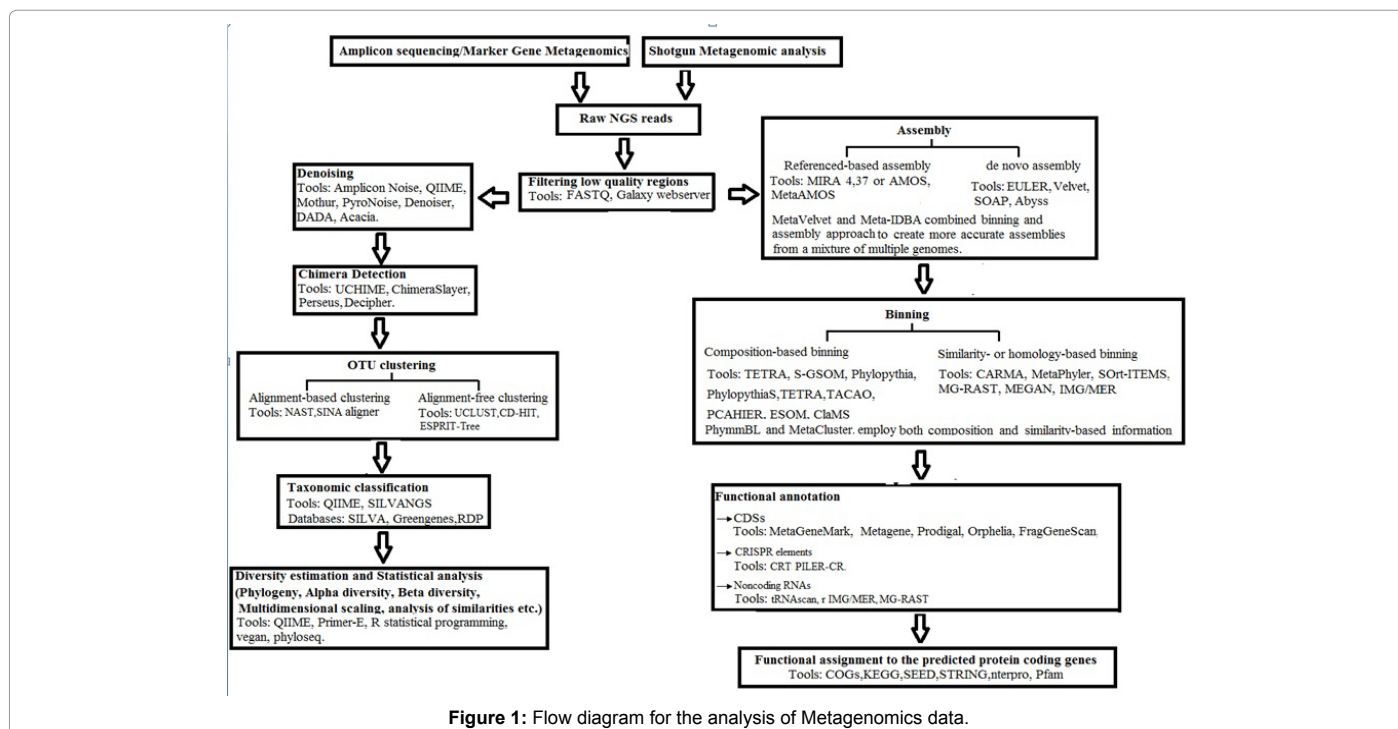 Amplicon sequencing/Marker Gene Metagenomics
Shotgun Metagenomic analysis
Raw NGS reads
Filtering low quality regions
Tools: FASTQ, Galaxy webserver
Denoising
Tools: Amplicon Noise, QIIME,
Mothur, PyroNoise, Denoiser,
DADA, Acacia.
Chimera Detection
Tools: UCHIME, ChimeraSlayer,
Perseus,Decipher.
OTU clustering
Alignment-based clustering
Tools: NAST,SINA aligner
Alignment-free clustering
Tools: UCLUST,CD-HIT,
ESPRIT-Tree
Taxonomic classification
Tools: QIIME, SILVANGS
Databases: SILVA, Greengenes,RDP
Diversity estimation and Statistical analysis
(Phylogeny, Alpha diversity, Beta diversity,
Multidimensional scaling, analysis of similarities etc.)
Tools: QIIME, Primer-E, R statistical programming,
vegan, phyloseq.
Assembly
Referenced-based assembly
Tools: MIRA 4,37 or AMOS,
MetaAMOS
de novo assembly
Tools: EULER, Velvet,
SOAP, Abyss
MetaVelvet and Meta-IDBA combined binning and
assembly approach to create more accurate assemblies
from a mixture of multiple genomes.
Binning
Composition-based binning
Tools: TETRA, S-GSOM, Phylopythia,
PhylopythiaS,TETRA,TACAO,
PCAHIER, ESOM, ClaMS
Similarity- or homology-based binning
Tools: CARMA, MetaPhyler, SOrt-ITEMS,
MG-RAST, MEGAN, IMG/MER
PhymmBL and MetaCluster. employ both composition and similarity-based information
Functional annotation
CDSs
Tools: MetaGeneMark, Metagene, Prodigal, Orphelia, FragGeneScan.
CRISPR elements
Tools: CRT PILER-CR.
Noncoding RNAs
Tools: tRNAscan, r IMG/MER, MG-RAST
Functional assignment to the predicted protein coding genes
Tools: COGs,KEGG,SEED,STRING,nterpro, Pfam
Figure 1: Flow diagram for the analysis of Metagenomics data.